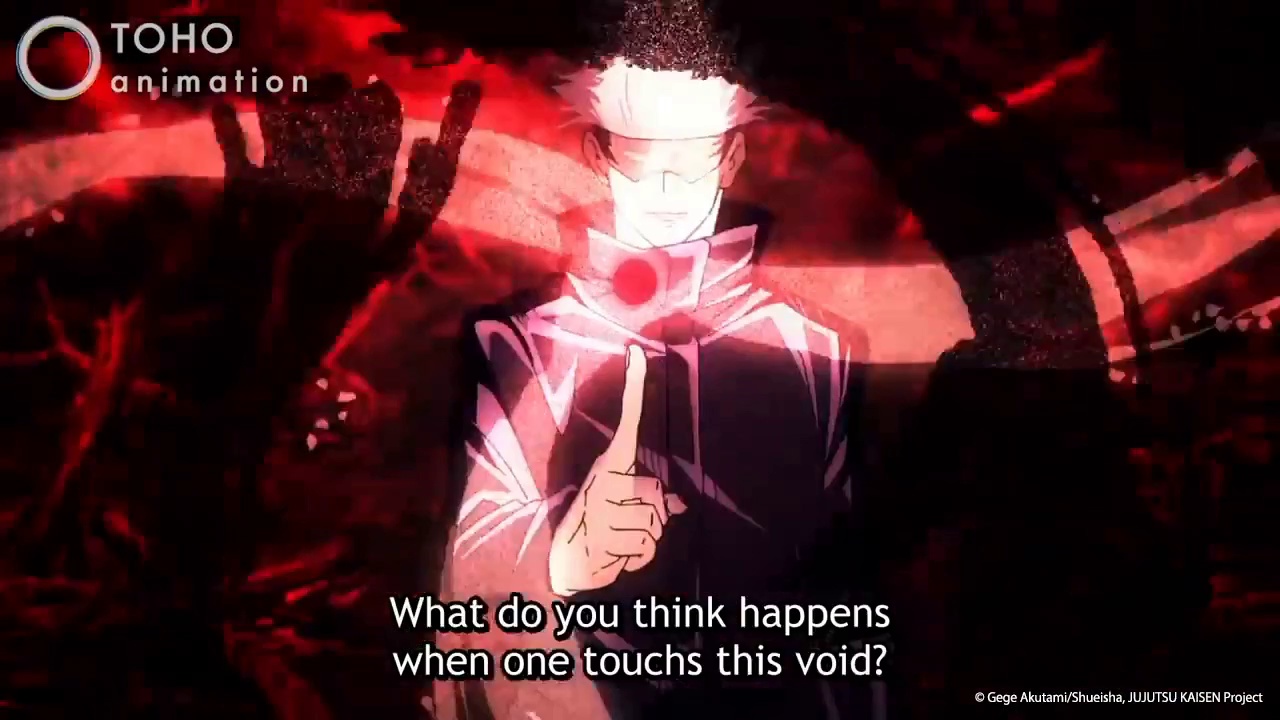 TOHO
animation
What do you think happens
when one touchs this void?
© Gege Akutami/Shueisha, JUJUTSU KAISEN Project